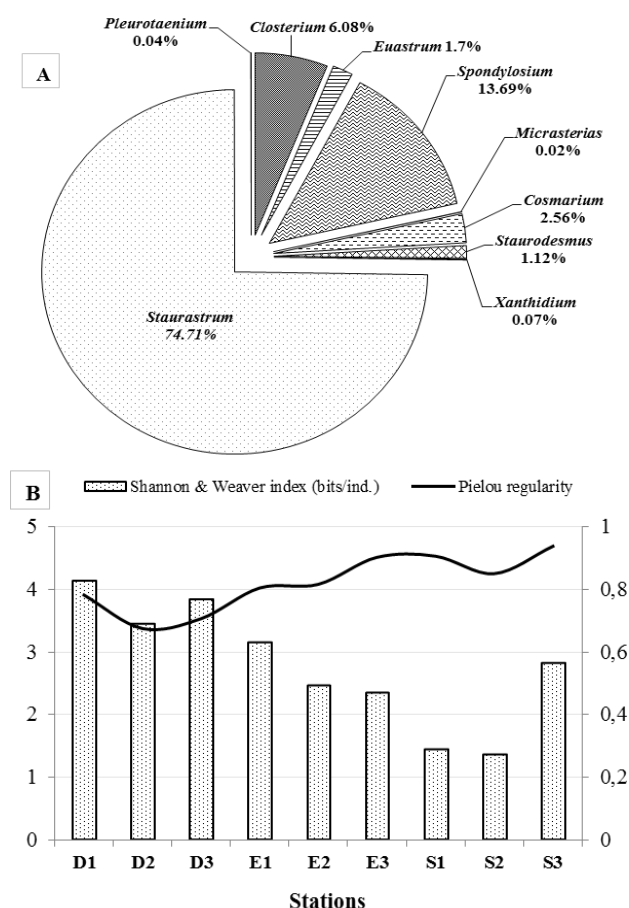 A
Pleurotaenium
0.04%
Closterium 6.08%
Euastrum 1.7%
Spondylosium
13.69%
Micrasterias
0.02%
Cosmarium
2.56%
Staurodesmus
1.12%
Xanthidium
0.07%
Staurastrum
74.71%
B
Shannon & Weaver index (bits/ind.)
Pielou regularity
5
4
3
2
1
0
1
0,8
0,6
0,4
0,2
0
D1 D2 D3 E1 E2 E3 S1 S2 S3
Stations